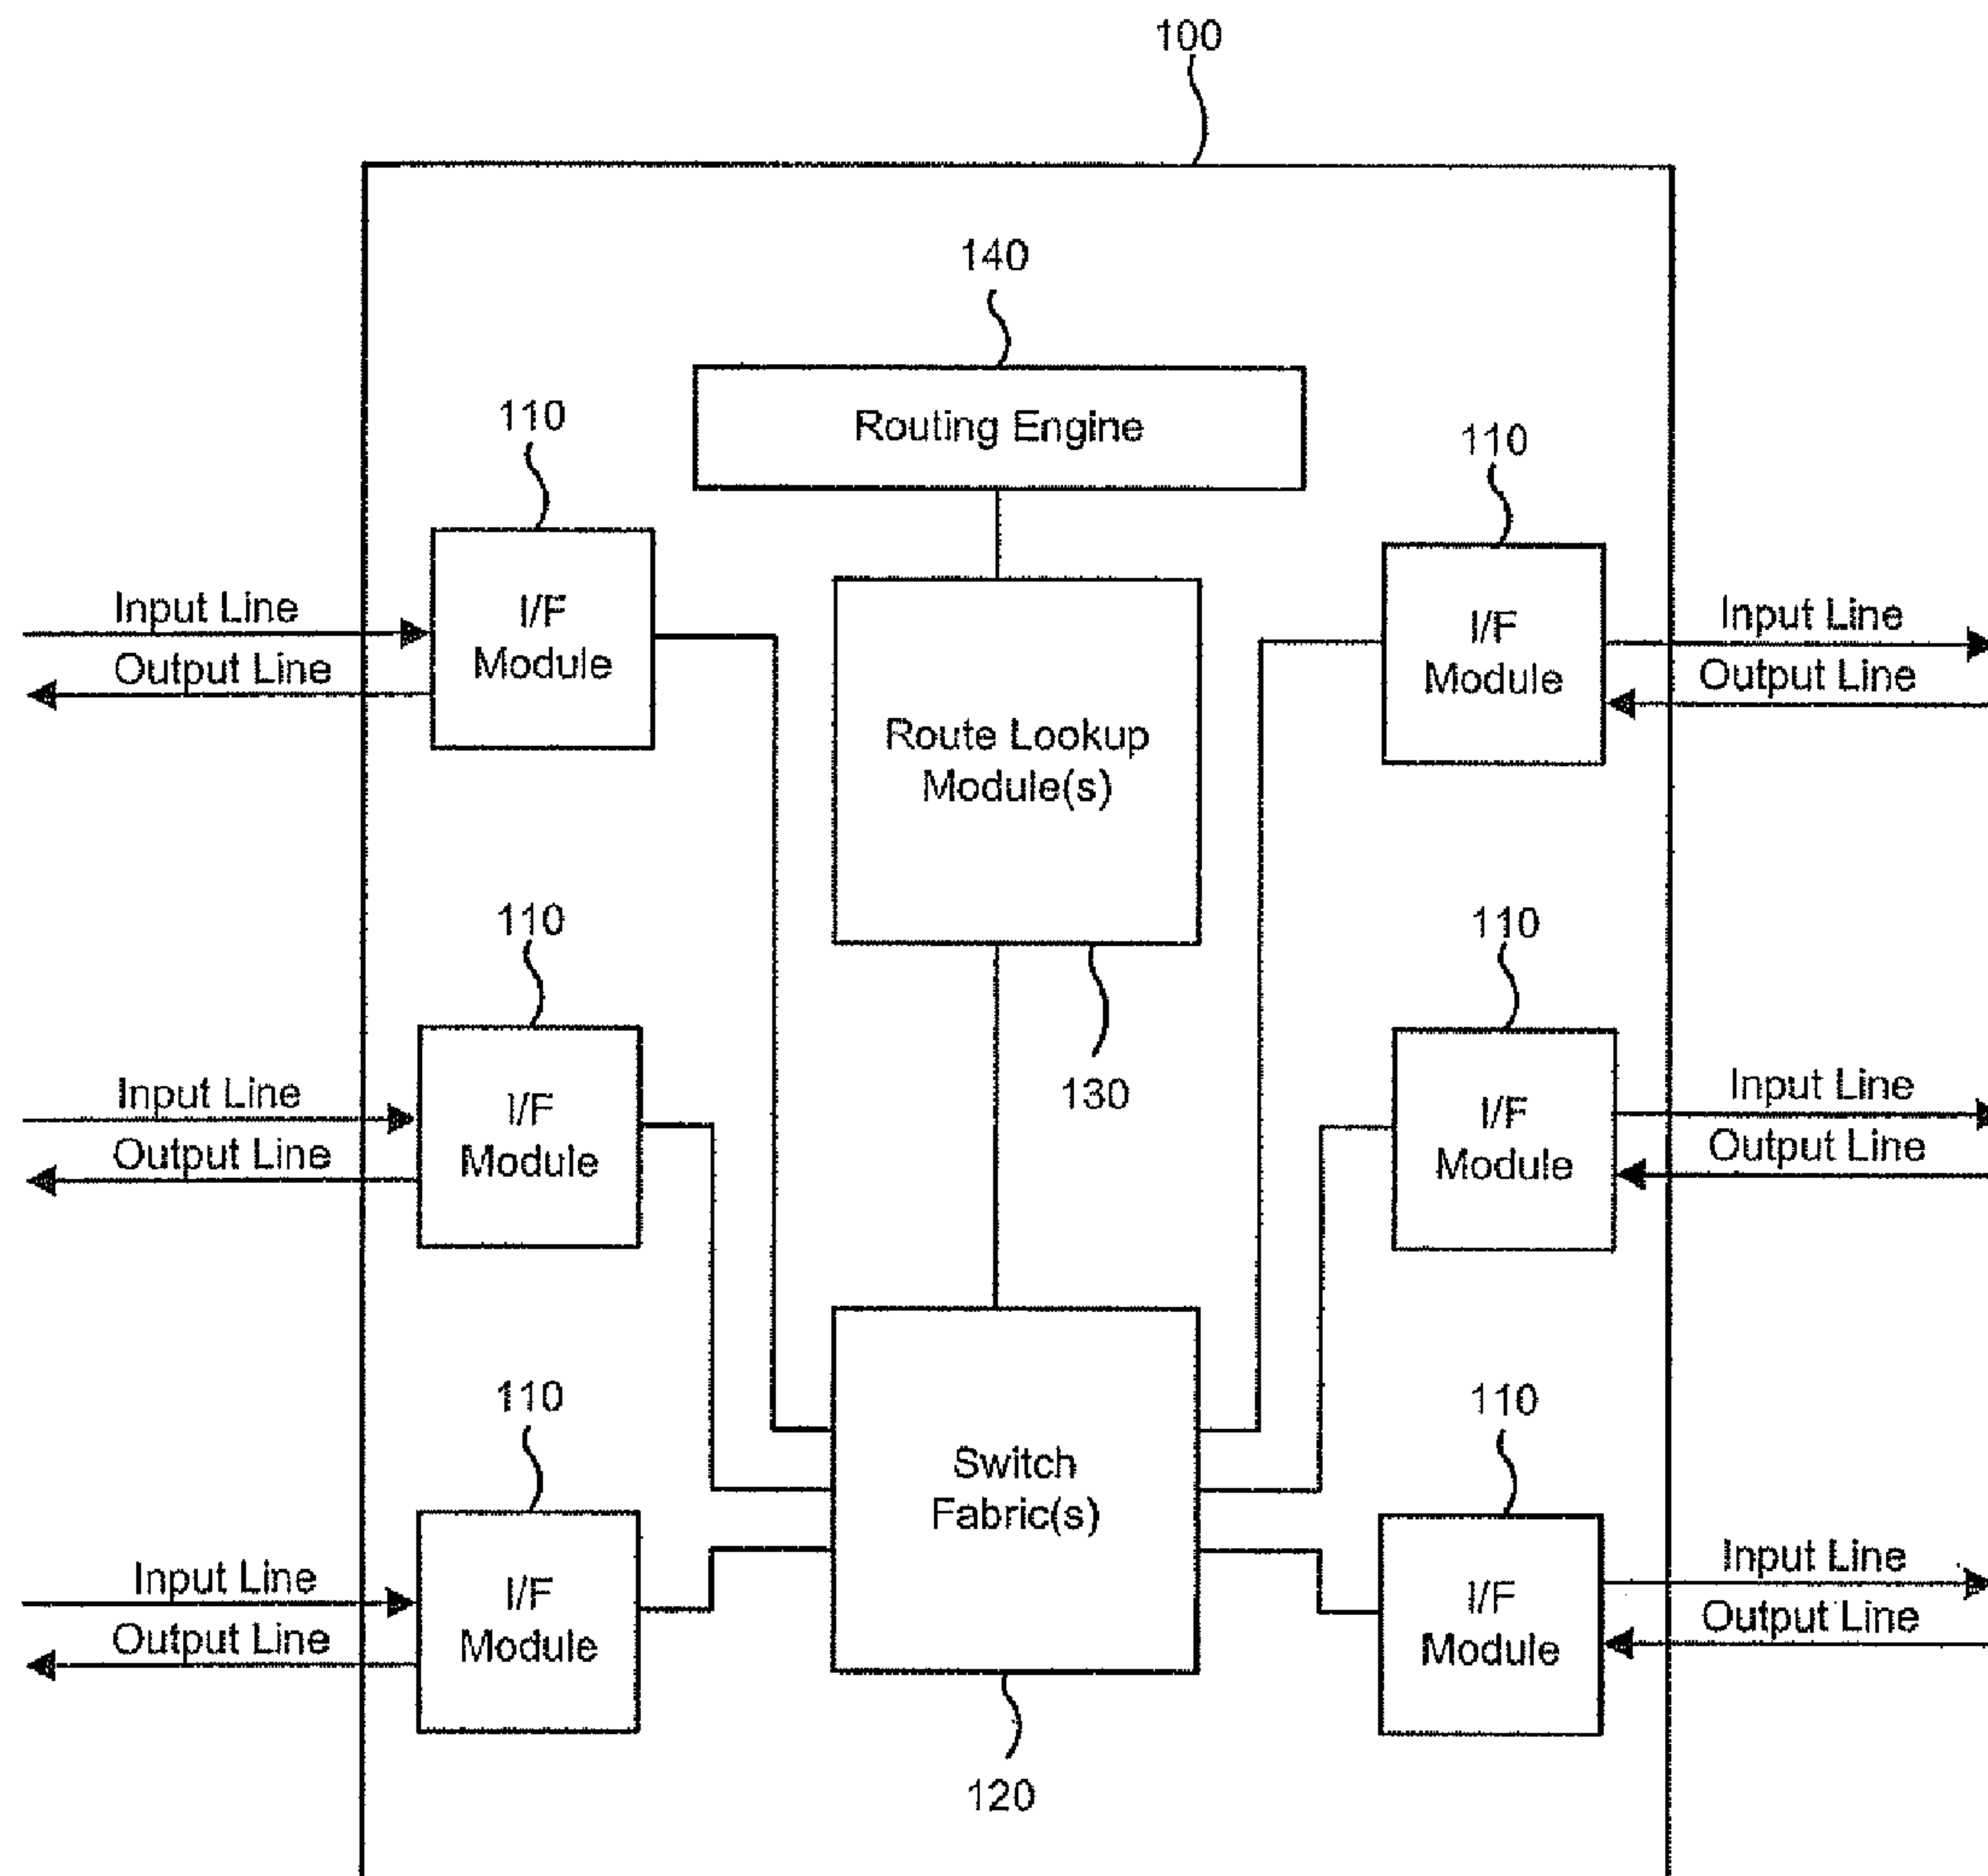 100
140
Routing Engine
110
110
Input Line
Output Line
I/F
Module
Route Lookup
Module(s)
I/F
Module
Input Line
Output Line
110
110
130
Input Line
Output Line
I/F
Module
I/F
Module
Input Line
Output Line
110
110
Switch
Fabric(s)
Input Line
Output Line
I/F
Module
I/F
Module
Input Line
Output Line
120